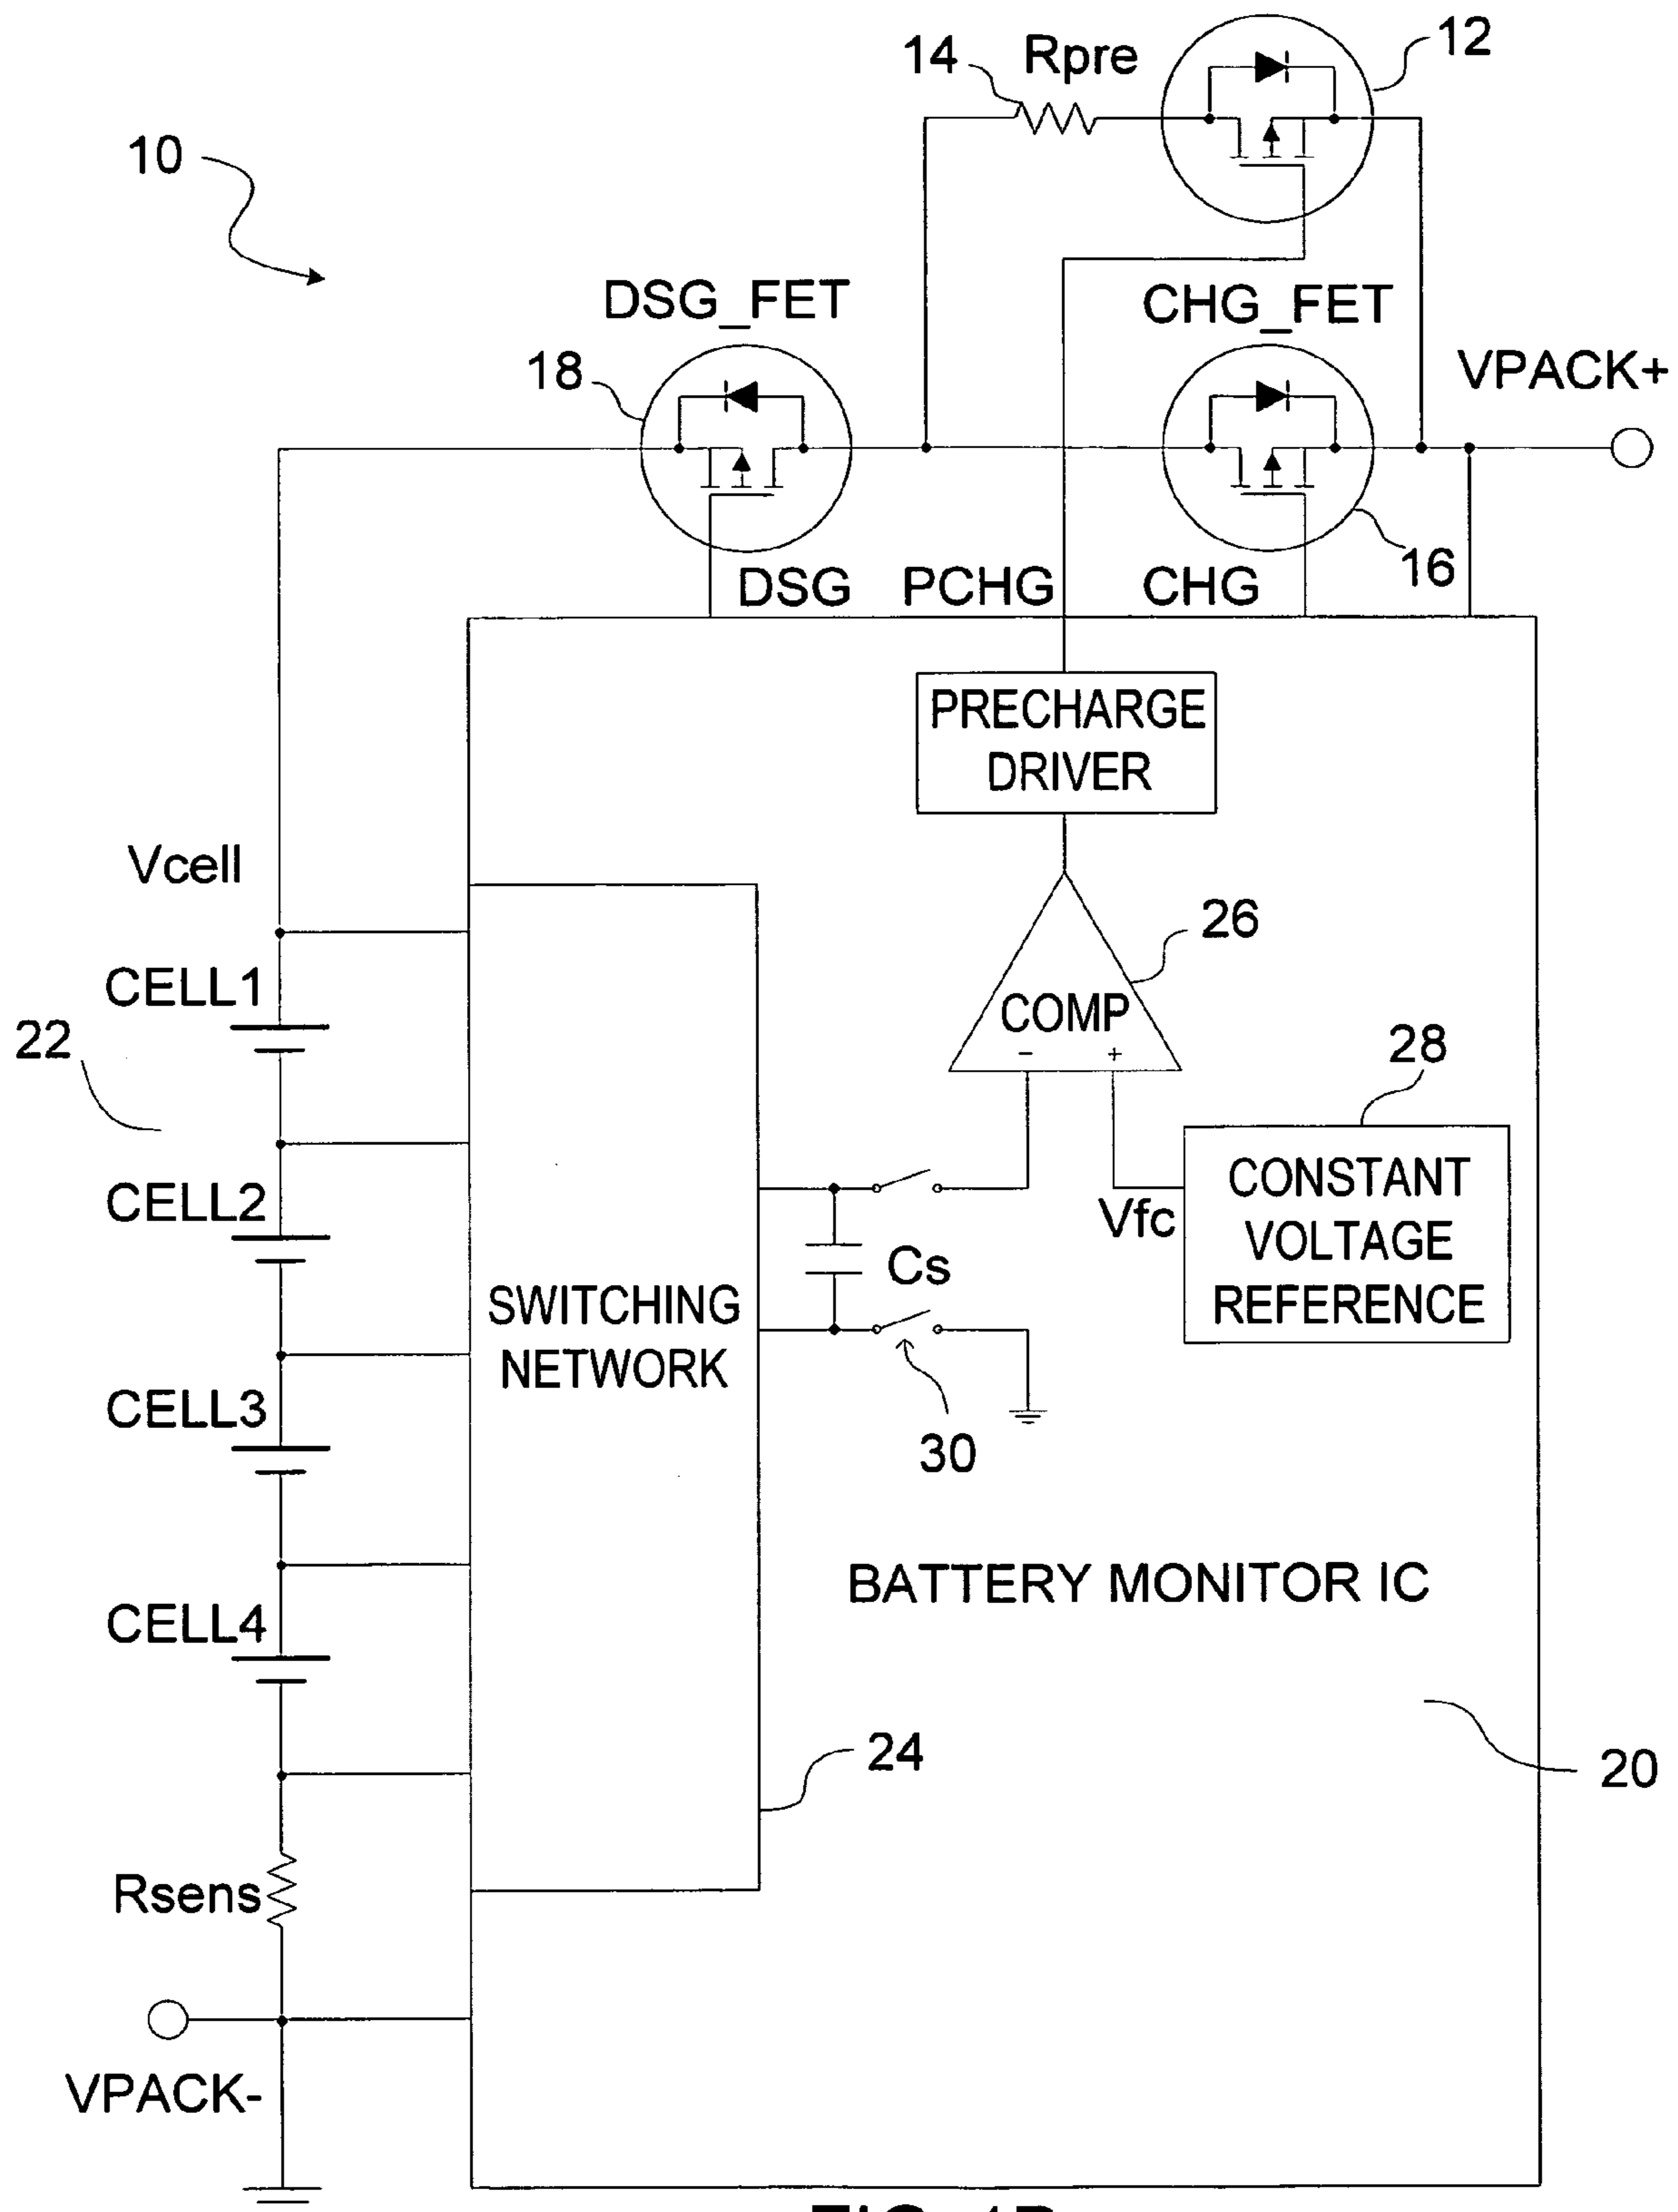 14
Rpre
12
10
DSG_FET
CHG_FET
18
VPACK+
16
DSG
PCHG
CHG
PRECHARGE
DRIVER
Vcell
26
CELL1
COMP
- +
22
28
CELL2
Vfc
CONSTANT
VOLTAGE
REFERENCE
Cs
SWITCHING
NETWORK
CELL3
30
BATTERY MONITOR IC
CELL4
24
20
Rsens
VPACK-